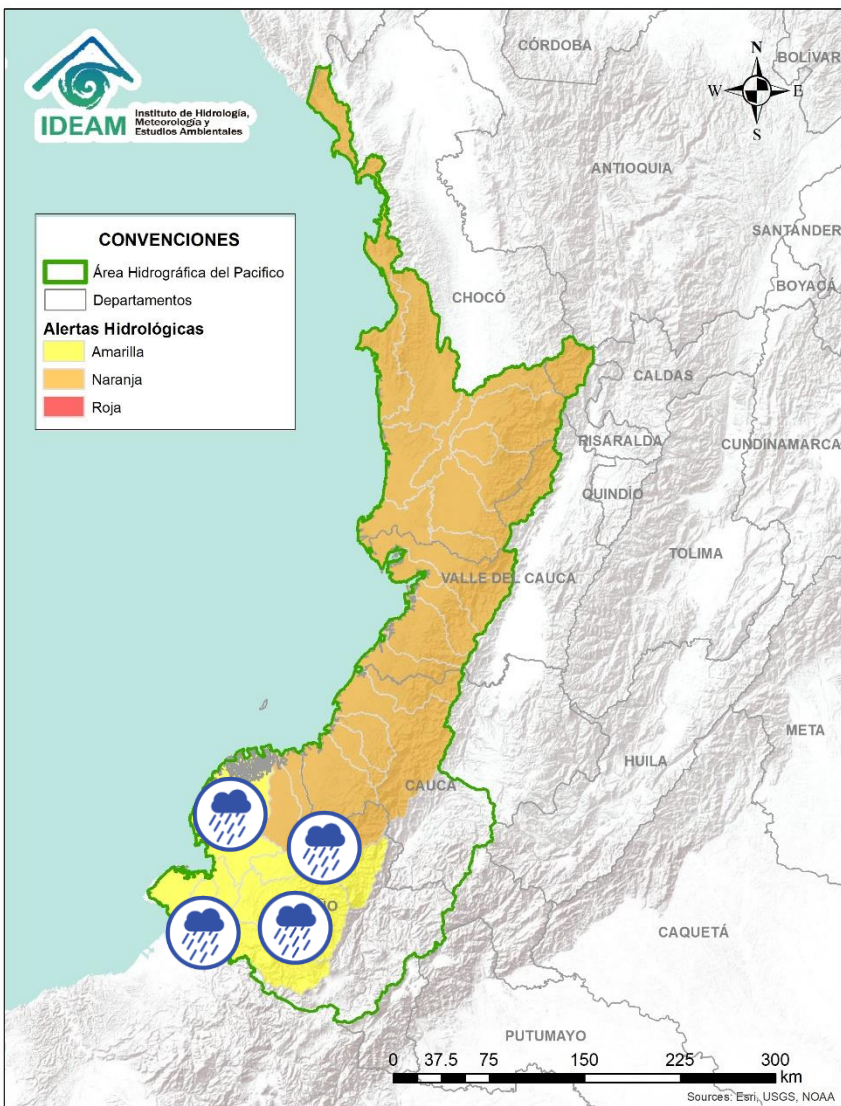 IDEAM
Instituto de Hidrología,
Meteorología y
Estudios Ambientales
N
W
E
S
CÓRDOBA
BOLÍVAR
ANTIOQUIA
SANTANDER
BOYACÁ
CONVENCIONES
Área Hidrográfica del Pacifico
Departamentos
Alertas Hidrológicas
Amarilla
Naranja
Roja
CHOCÓ
CALDAS
RISARALDA
CUNDINAMARCA
QUINDÍO
TOLIMA
VALLE DEL CAUCA
META
HUILA
CAUCA
CAQUETÁ
PUTUMAYO
0 37.5 75 150 225 300
km
Sources: Esri, USGS, NOAA